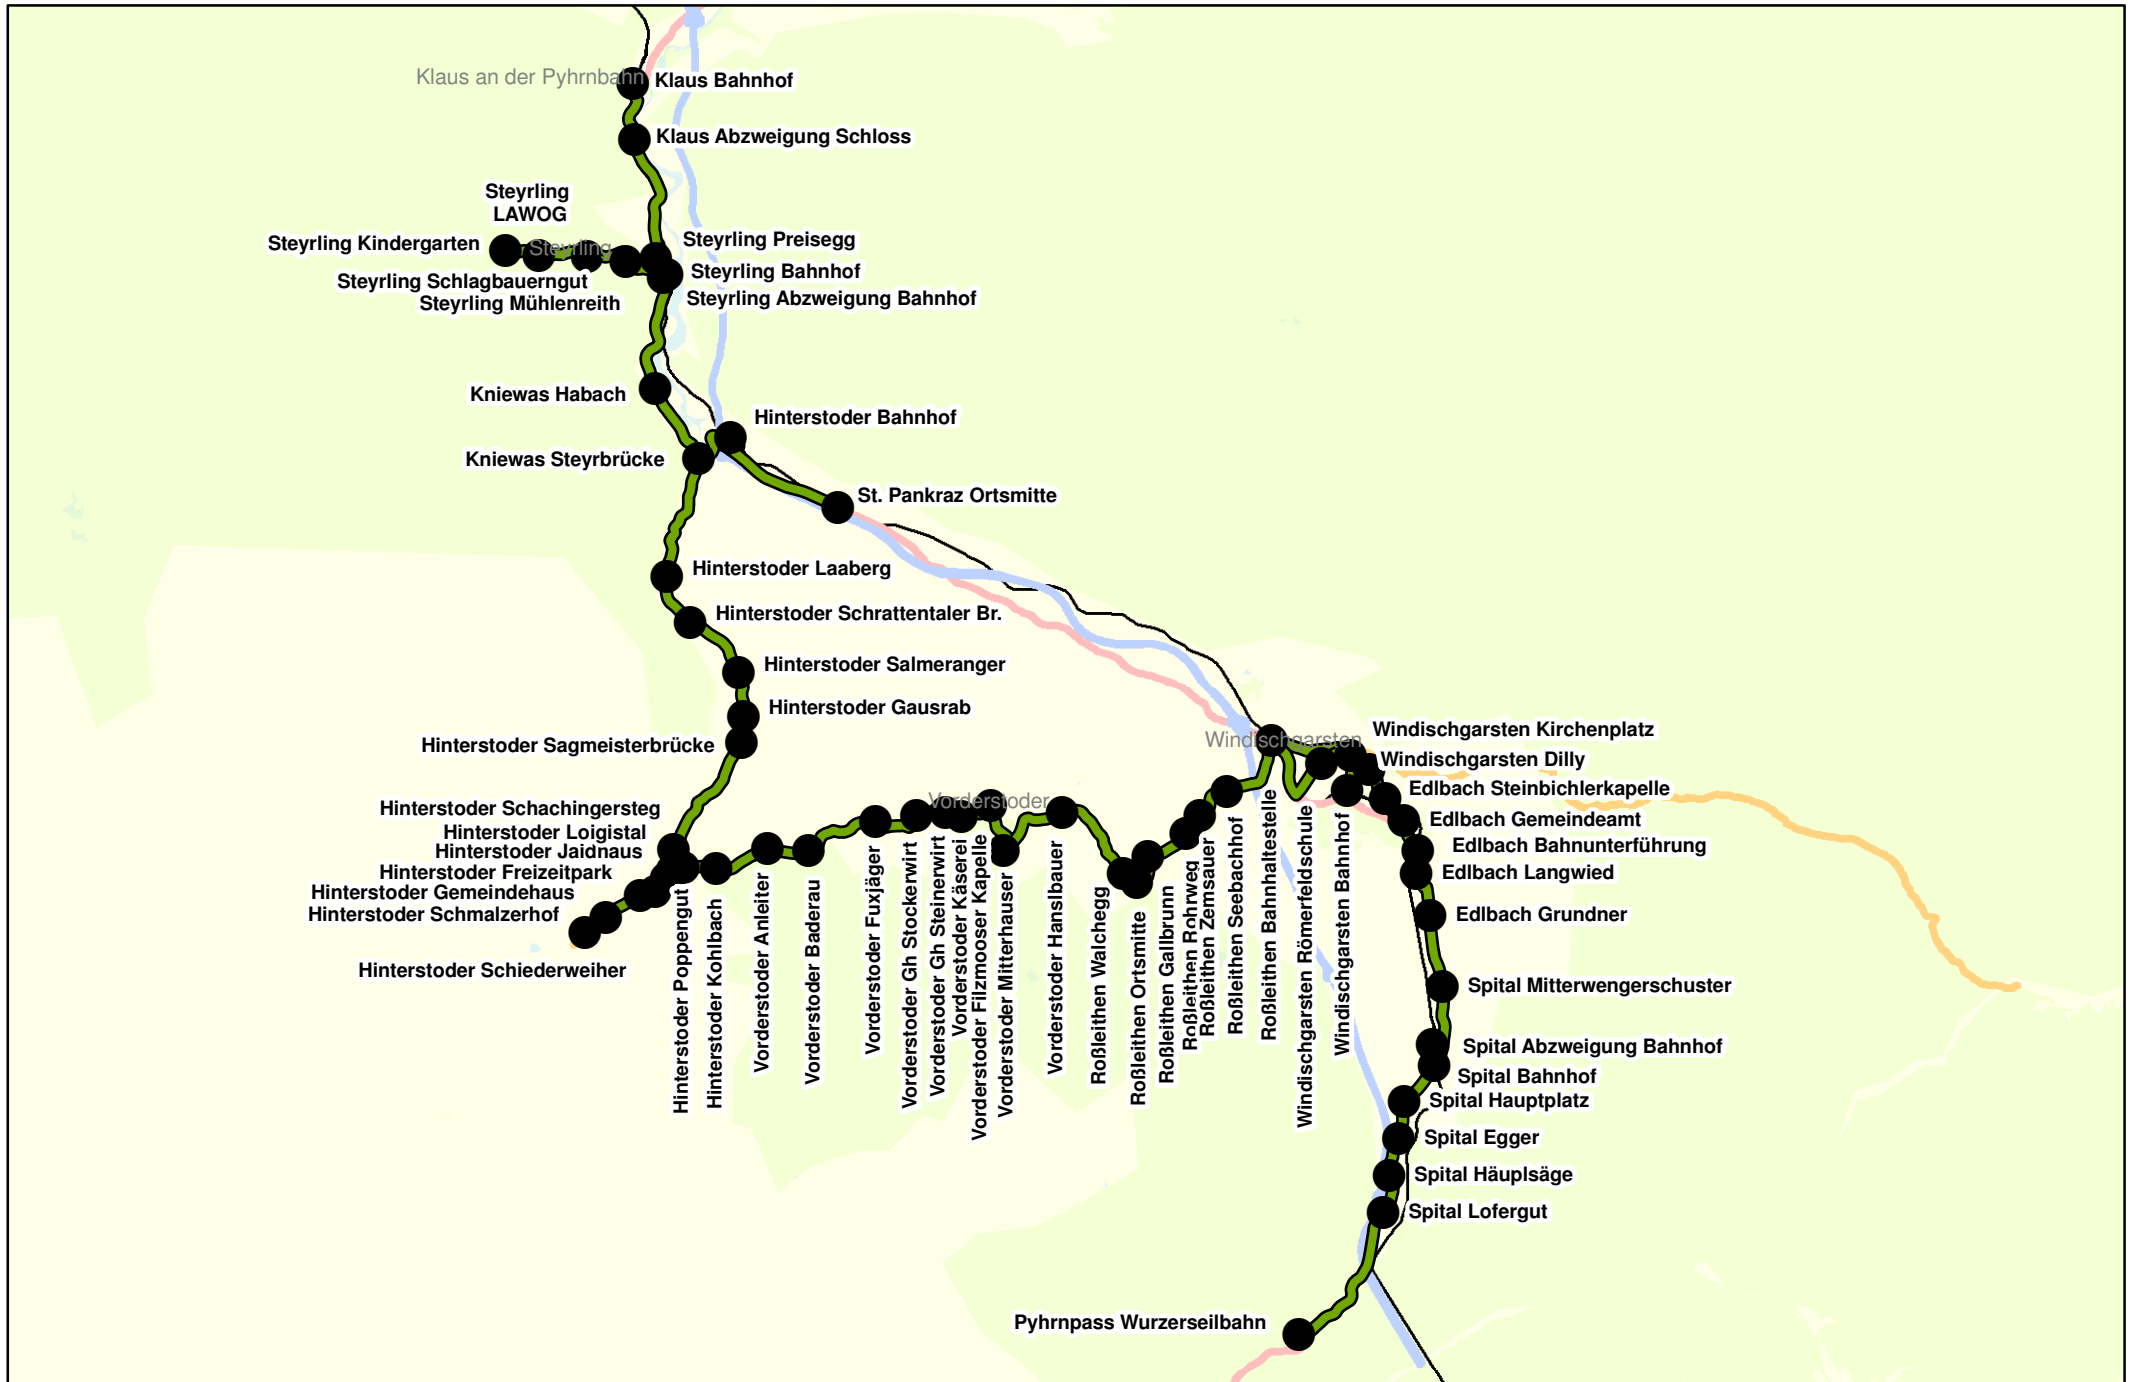 Klaus an der Pyhrnbahn
Klaus Bahnhof
Klaus Abzweigung Schloss
Steyrling
LAWOG
Steyrling Kindergarten
Steyrling
Steyrling Preisegg
Steyrling Bahnhof
Steyrling Schlagbauerngut
Steyrling Mühlenreith
Steyrling Abzweigung Bahnhof
Kniewas Habach
Hinterstoder Bahnhof
Kniewas Steyrbrücke
St. Pankraz Ortsmitte
Hinterstoder Laaberg
Hinterstoder Schrattentaler Br.
Hinterstoder Salmeranger
Hinterstoder Gausrab
Hinterstoder Sagmeisterbrücke
Hinterstoder Schachingersteg
Hinterstoder Loigistal
Hinterstoder Jaidnaus
Hinterstoder Freizeitpark
Hinterstoder Gemeindehaus
Hinterstoder Schmalzerhof
Hinterstoder Schiederweiher
Hinterstoder Poppengut
Hinterstoder Kohlbach
Vorderstoder Anleiter
Vorderstoder Baderau
Vorderstoder Fuxjäger
Vorderstoder Gh Stockerwirt
Vorderstoder Gh Steinerwirt
Vorderstoder Käserei
Vorderstoder Filzmooser Kapelle
Vorderstoder Mitterhauser
Vorderstoder
Vorderstoder Hanslbauer
Roßleithen Walchegg
Roßleithen Ortsmitte
Roßleithen Gallbrunn
Roßleithen Rohrweg
Roßleithen Zemsauer
Roßleithen Seebachhof
Roßleithen Bahnhaltestelle
Windischgarsten Römerfeldschule
Windischgarsten Bahnhof
Windischgarsten
Windischgarsten Kirchenplatz
Windischgarsten Dilly
Edlbach Steinbichlerkapelle
Edlbach Gemeindeamt
Edlbach Bahnunterführung
Edlbach Langwied
Edlbach Grundner
Spital Mitterwengerschuster
Spital Abzweigung Bahnhof
Spital Bahnhof
Spital Hauptplatz
Spital Egger
Spital Häuplsäge
Spital Lofergut
Pyhrnpass Wurzerseilbahn